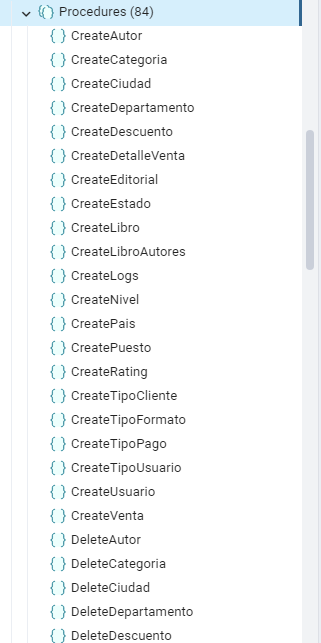 Procedures (84)
CreateAutor
CreateCategoria
CreateCiudad
CreateDepartamento
CreateDescuento
CreateDetalleVenta
CreateEditorial
CreateEstado
CreateLibro
CreateLibroAutores
CreateLogs
CreateNivel
CreatePais
CreatePuesto
CreateRating
CreateTipoCliente
CreateTipoFormato
CreateTipoPago
CreateTipoUsuario
CreateUsuario
CreateVenta
DeleteAutor
DeleteCategoria
DeleteCiudad
DeleteDepartamento
DeleteDescuento